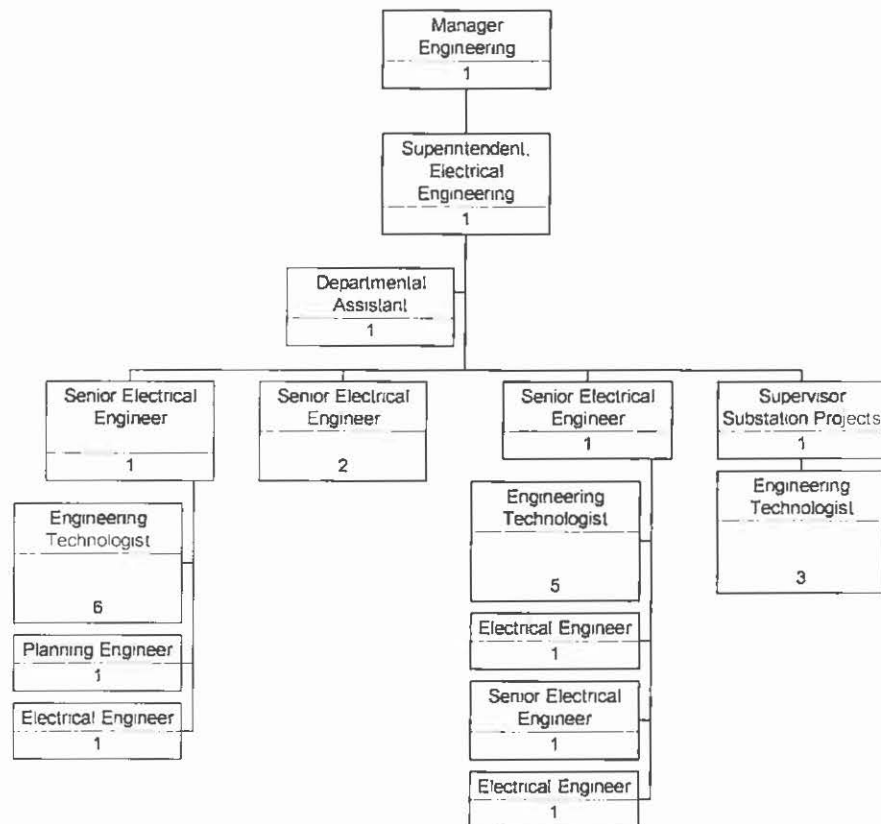 Manager
Engineering
1
Superintendent,
Electrical
Engineering
1
Departmental
Assistant
1
Senior Electrical
Engineer
1
Senior Electrical
Engineer
2
Senior Electrical
Engineer
1
Supervisor
Substation Projects
1
Engineering
Technologist
6
Planning Engineer
1
Electrical Engineer
1
Engineering
Technologist
5
Electrical Engineer
1
Senior Electrical
Engineer
1
Electrical Engineer
1
Engineering
Technologist
3